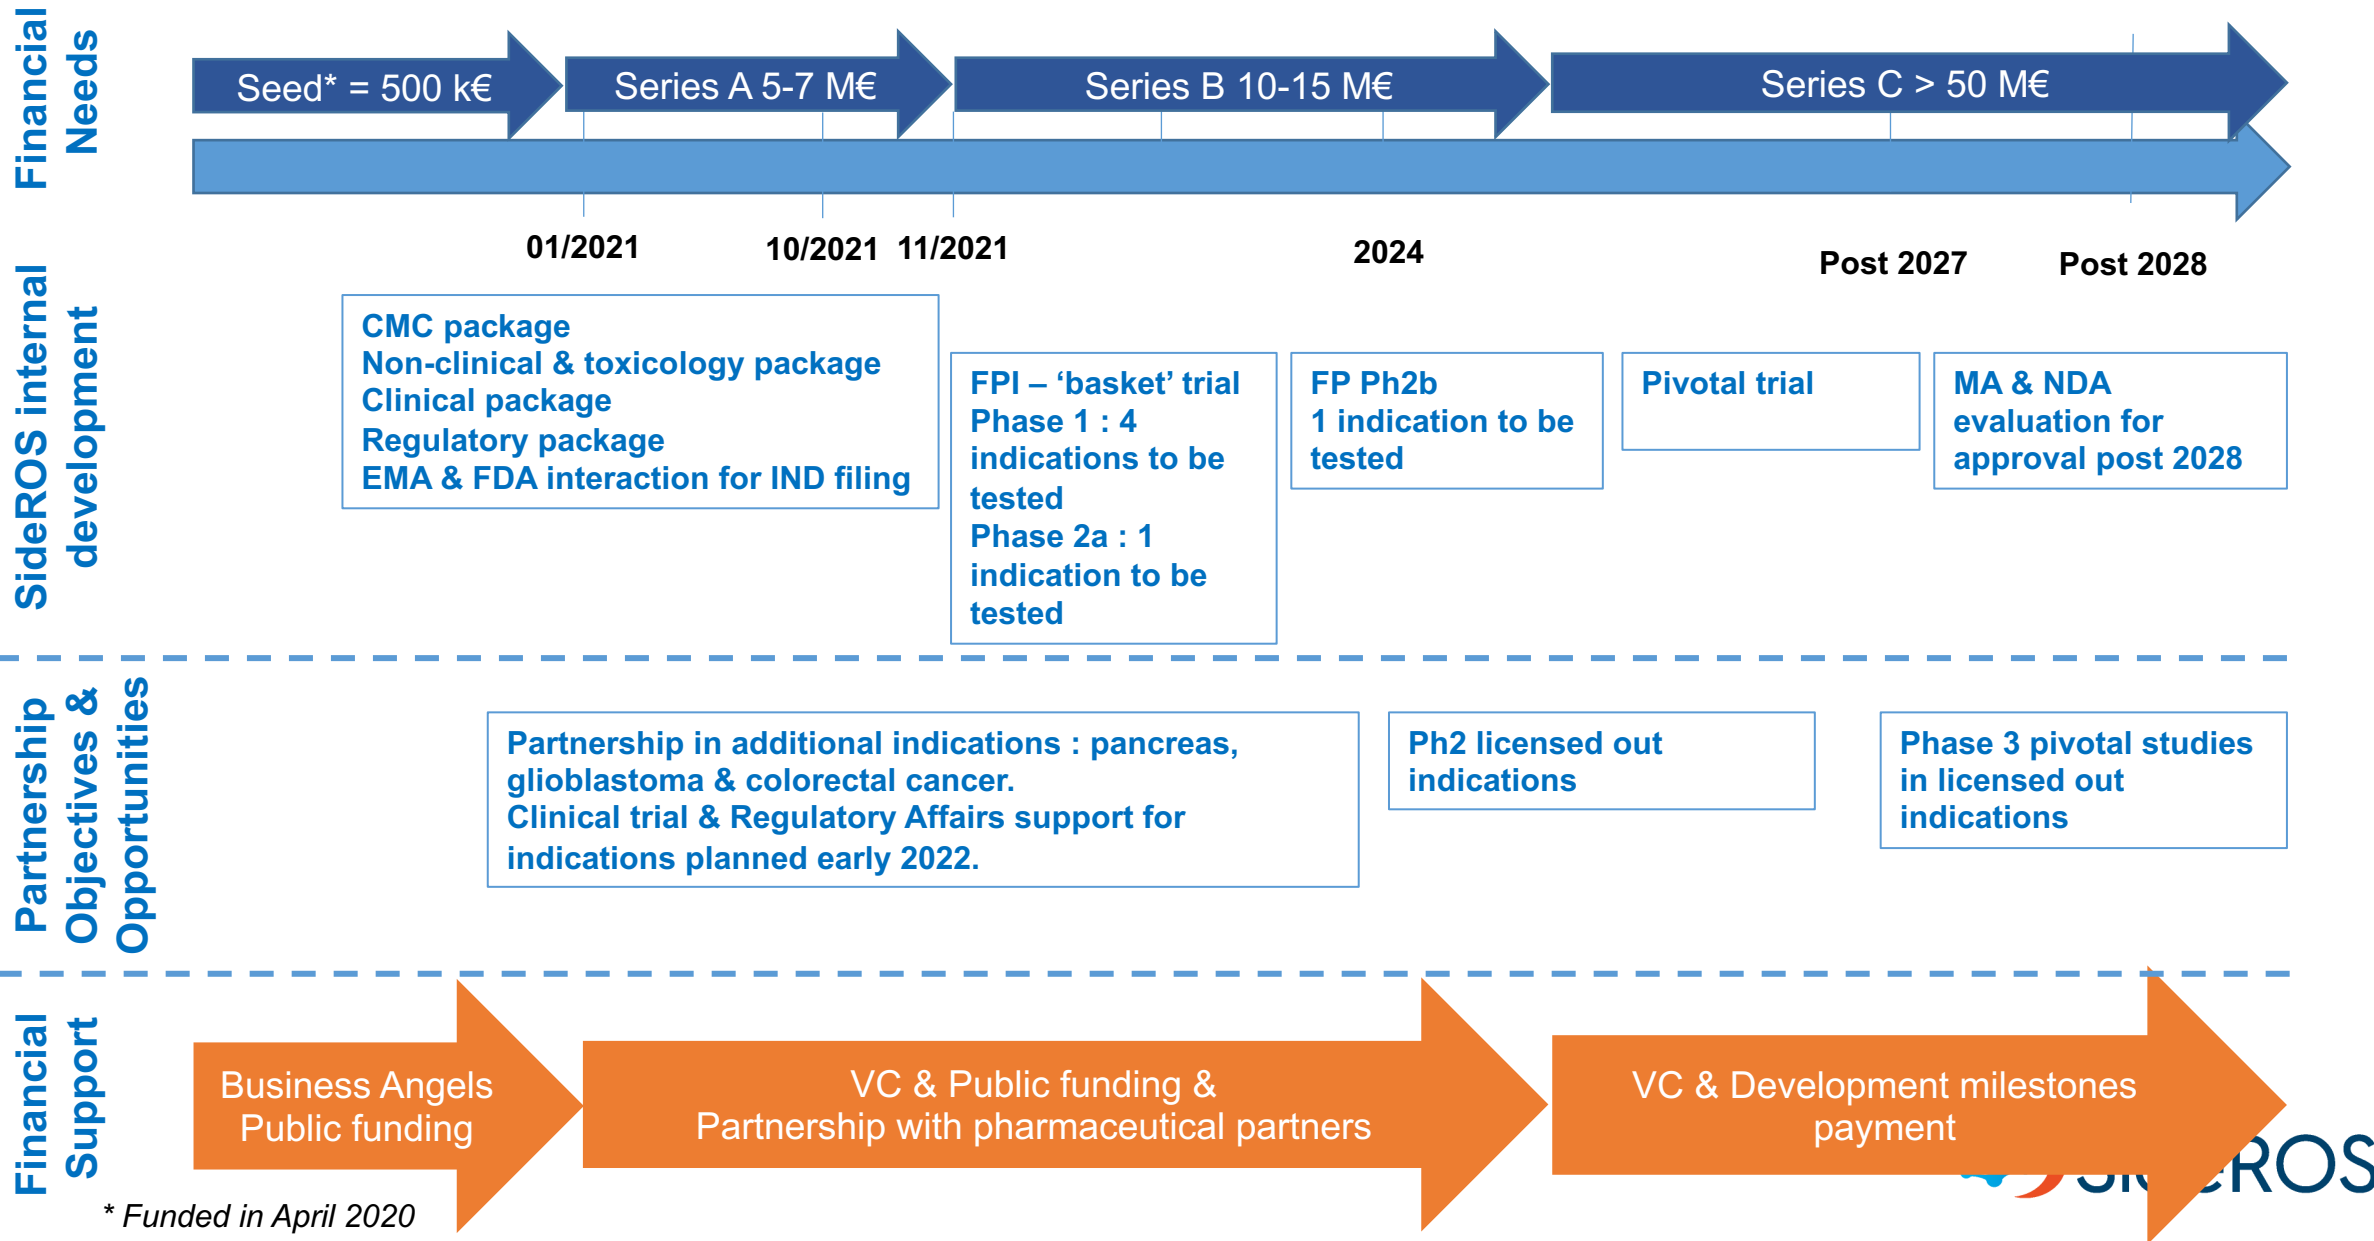 Financial
Needs
Seed* = 500 k€
Series A 5-7 M€
Series B 10-15 M€
Series C > 50 M€
01/2021
10/2021
11/2021
2024
Post 2027
Post 2028
SideROS internal
development
CMC package
Non-clinical & toxicology package
Clinical package
Regulatory package
EMA & FDA interaction for IND filing
FPI – ‘basket’ trial
Phase 1 : 4
indications to be
tested
Phase 2a : 1
indication to be
tested
FP Ph2b
1 indication to be
tested
Pivotal trial
MA & NDA
evaluation for
approval post 2028
Partnership
Objectives &
Opportunities
Partnership in additional indications : pancreas,
glioblastoma & colorectal cancer.
Clinical trial & Regulatory Affairs support for
indications planned early 2022.
Ph2 licensed out
indications
Phase 3 pivotal studies
in licensed out
indications
Financial
Support
Business Angels
Public funding
VC & Public funding &
Partnership with pharmaceutical partners
VC & Development milestones
payment
SideROS
* Funded in April 2020